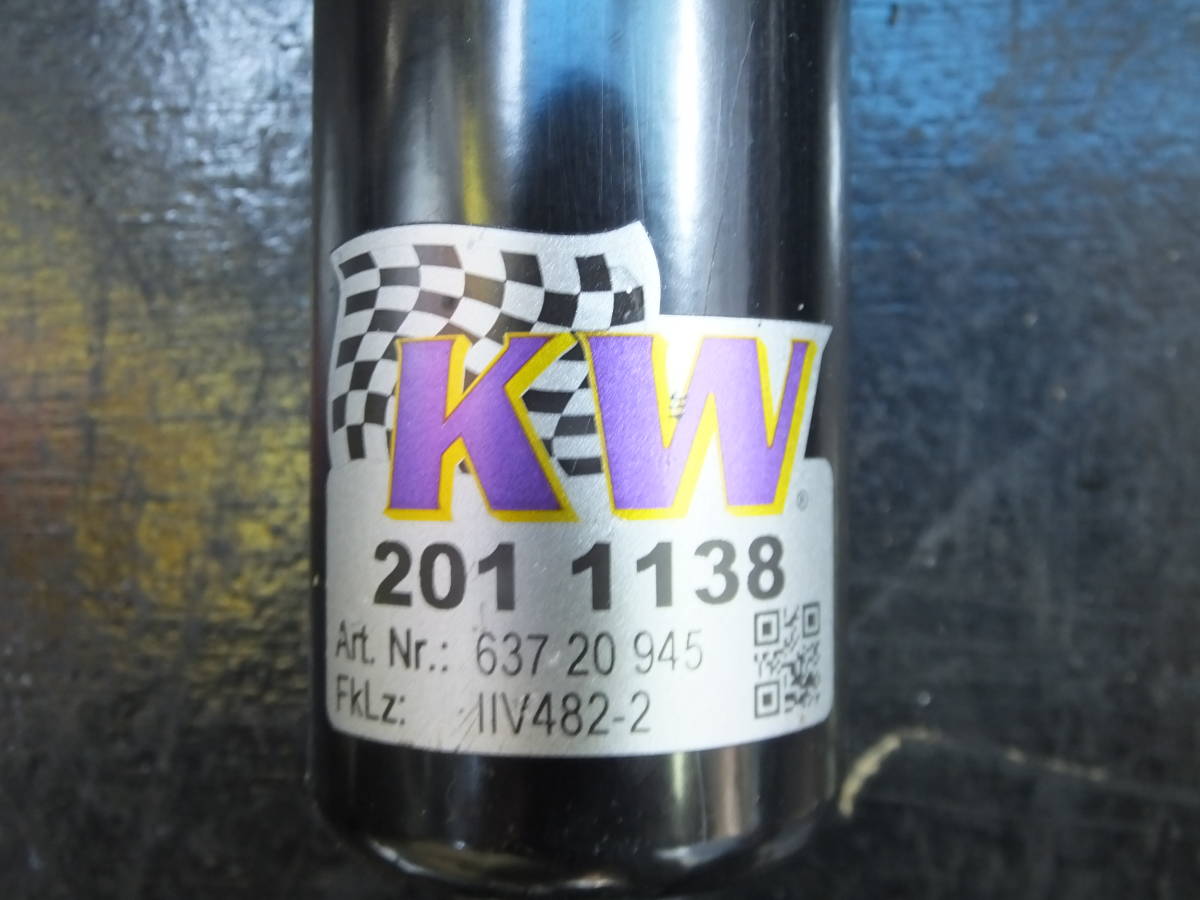 KW®
201 1138
Art. Nr.: 637 20 945
FkLz: IIV482-2